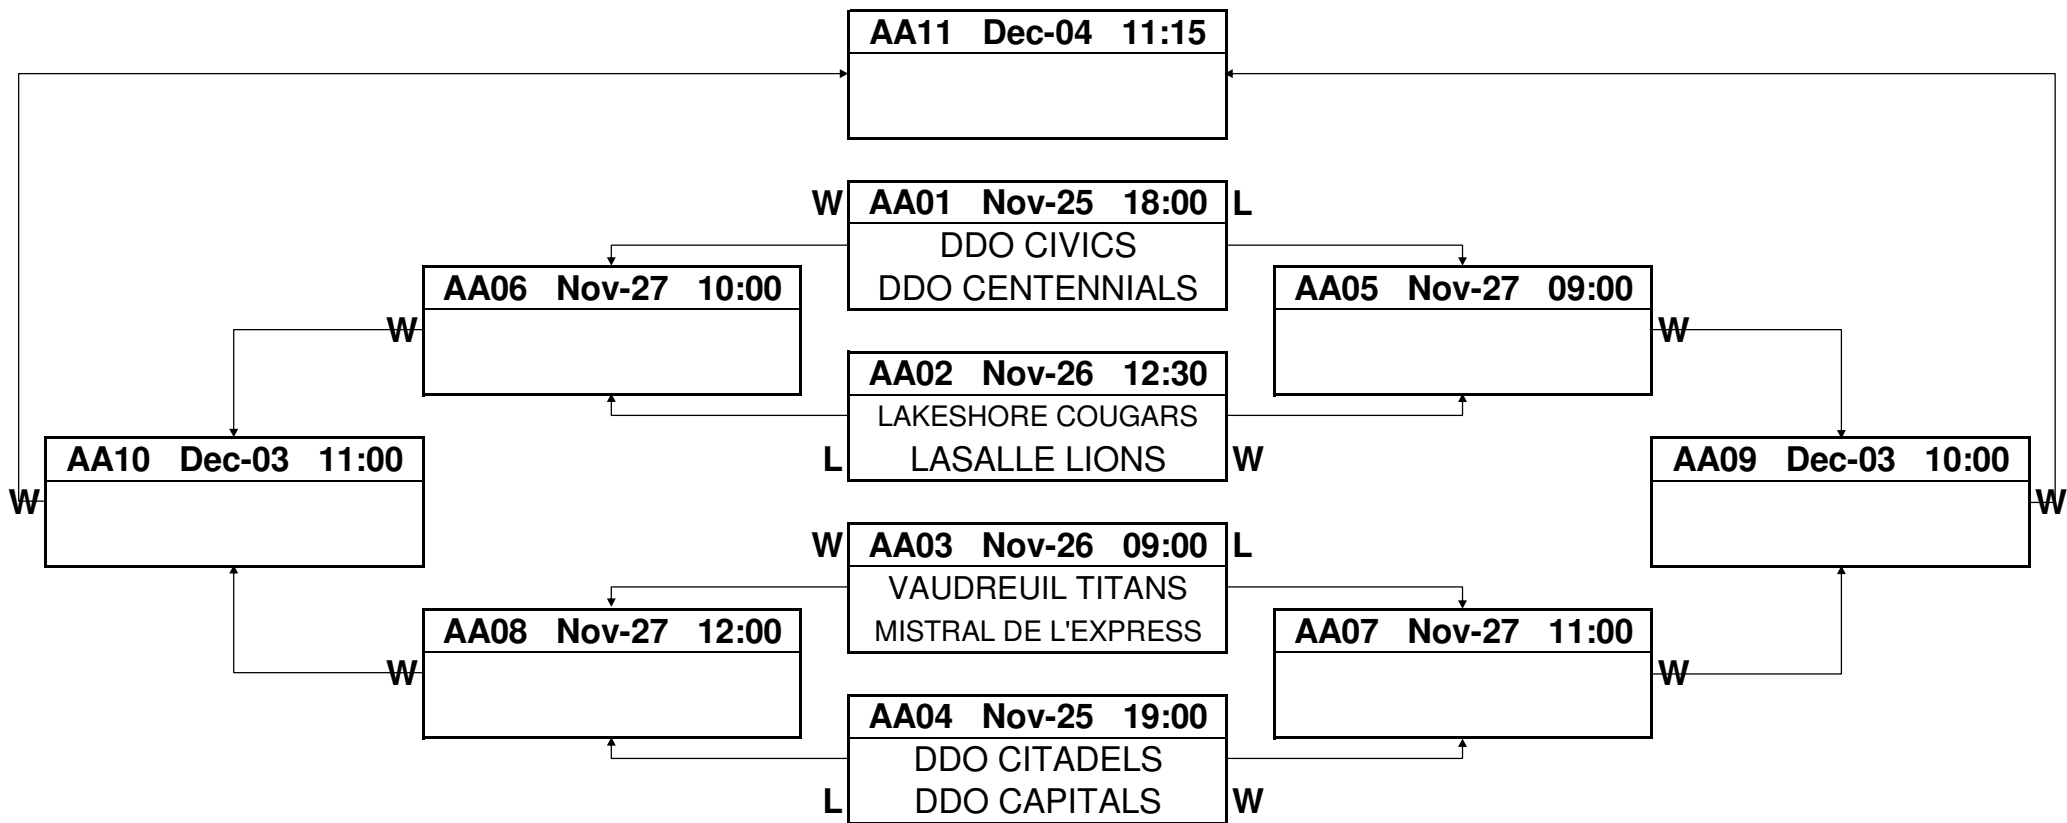 AA11 Dec-04 11:15
W AA01 Nov-25 18:00 L
DDO CIVICS
DDO CENTENNIALS
AA06 Nov-27 10:00
W
AA05 Nov-27 09:00
W
AA02 Nov-26 12:30
LAKESHORE COUGARS
L LASALLE LIONS W
AA10 Dec-03 11:00
W
AA09 Dec-03 10:00
W
W AA03 Nov-26 09:00 L
VAUDREUIL TITANS
MISTRAL DE L'EXPRESS
AA08 Nov-27 12:00
W
AA07 Nov-27 11:00
W
AA04 Nov-25 19:00
DDO CITADELS
L DDO CAPITALS W